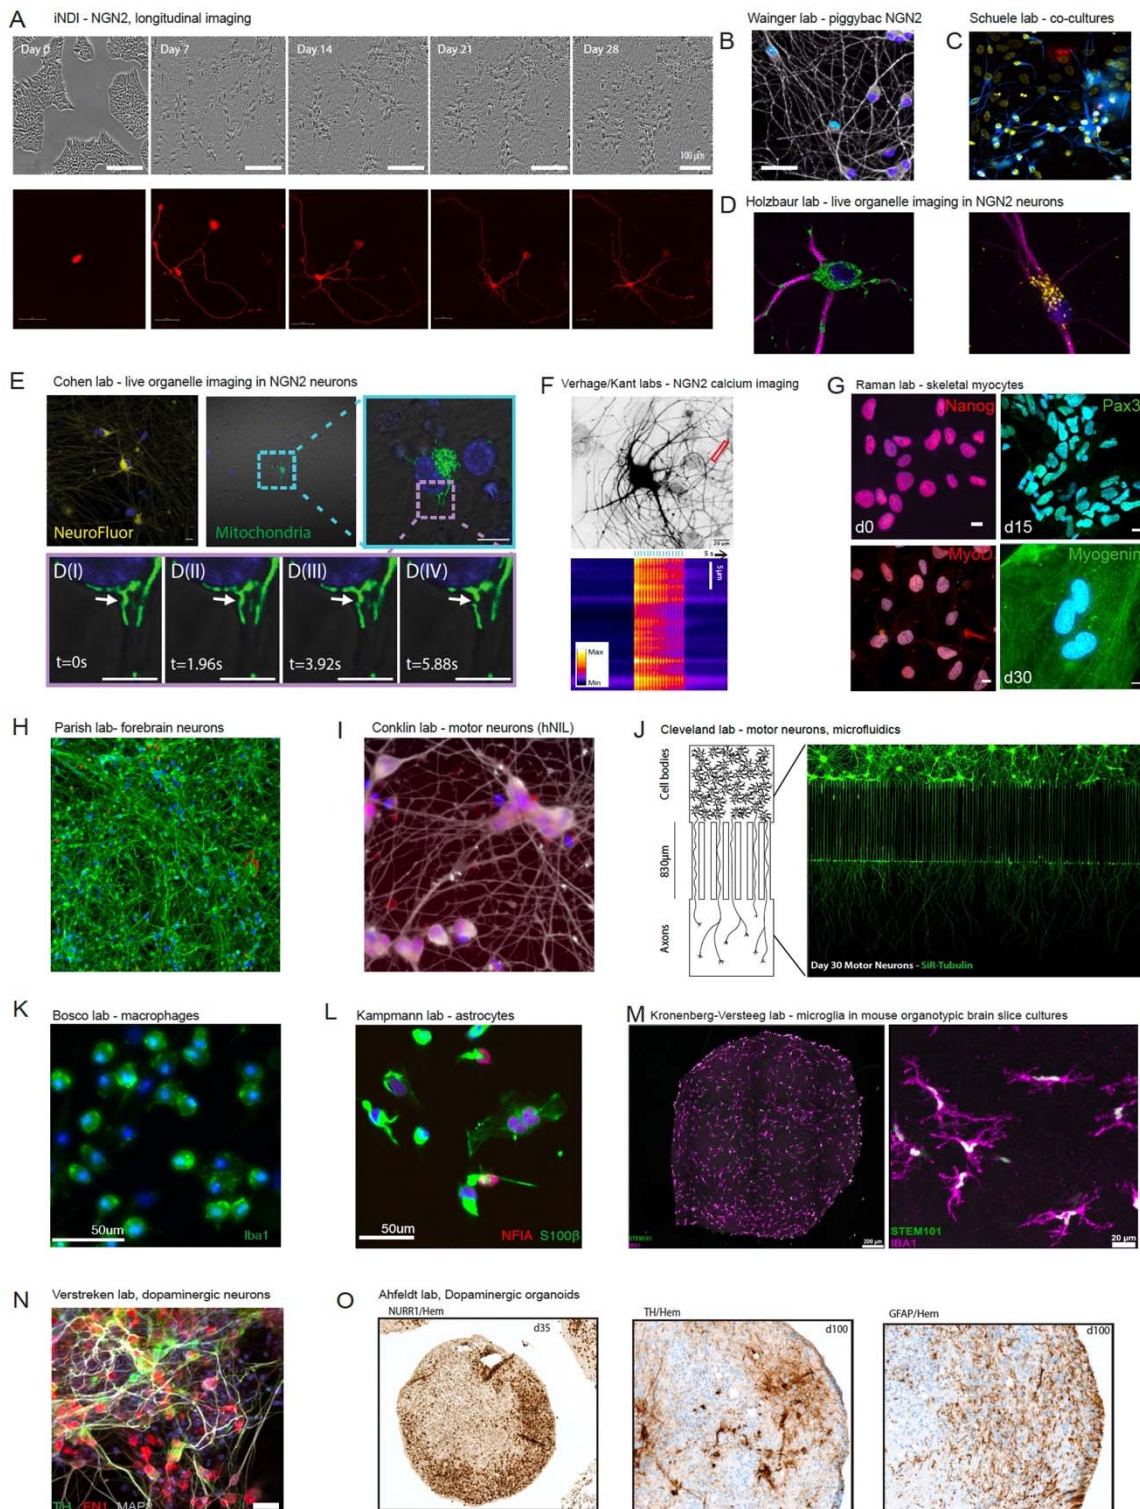 A iNDI - NGN2, longitudinal imaging
Day 0
Day 7
Day 14
Day 21
Day 28
100 μm
B
Wainger lab - piggybac NGN2
C
Schuele lab - co-cultures
D
Holzbaur lab - live organelle imaging in NGN2 neurons
E
Cohen lab - live organelle imaging in NGN2 neurons
NeuroFluor
Mitochondria
D(I)
t=0s
D(II)
t=1.96s
D(III)
t=3.92s
D(IV)
t=5.88s
F
Verhage/Kant labs - NGN2 calcium imaging
20 μm
5 s
5μm
Max
Min
G
Raman lab - skeletal myocytes
Nanog
d0
Pax3
d15
MyoD
Myogenin
d30
H
Parish lab- forebrain neurons
I
Conklin lab - motor neurons (hNIL)
J
Cleveland lab - motor neurons, microfluidics
Cell bodies
830μm
Axons
Day 30 Motor Neurons - SiR-Tubulin
K
Bosco lab - macrophages
50um
Iba1
L
Kampmann lab - astrocytes
50um
NFIA S100β
M
Kronenberg-Versteeg lab - microglia in mouse organotypic brain slice cultures
STEM101
IBA1
200 μm
STEM101
IBA1
20 μm
N
Verstreken lab, dopaminergic neurons
TH EN1 MAP2
O
Ahfeldt lab, Dopaminergic organoids
NURR1/Hem
d35
TH/Hem
d100
GFAP/Hem
d100